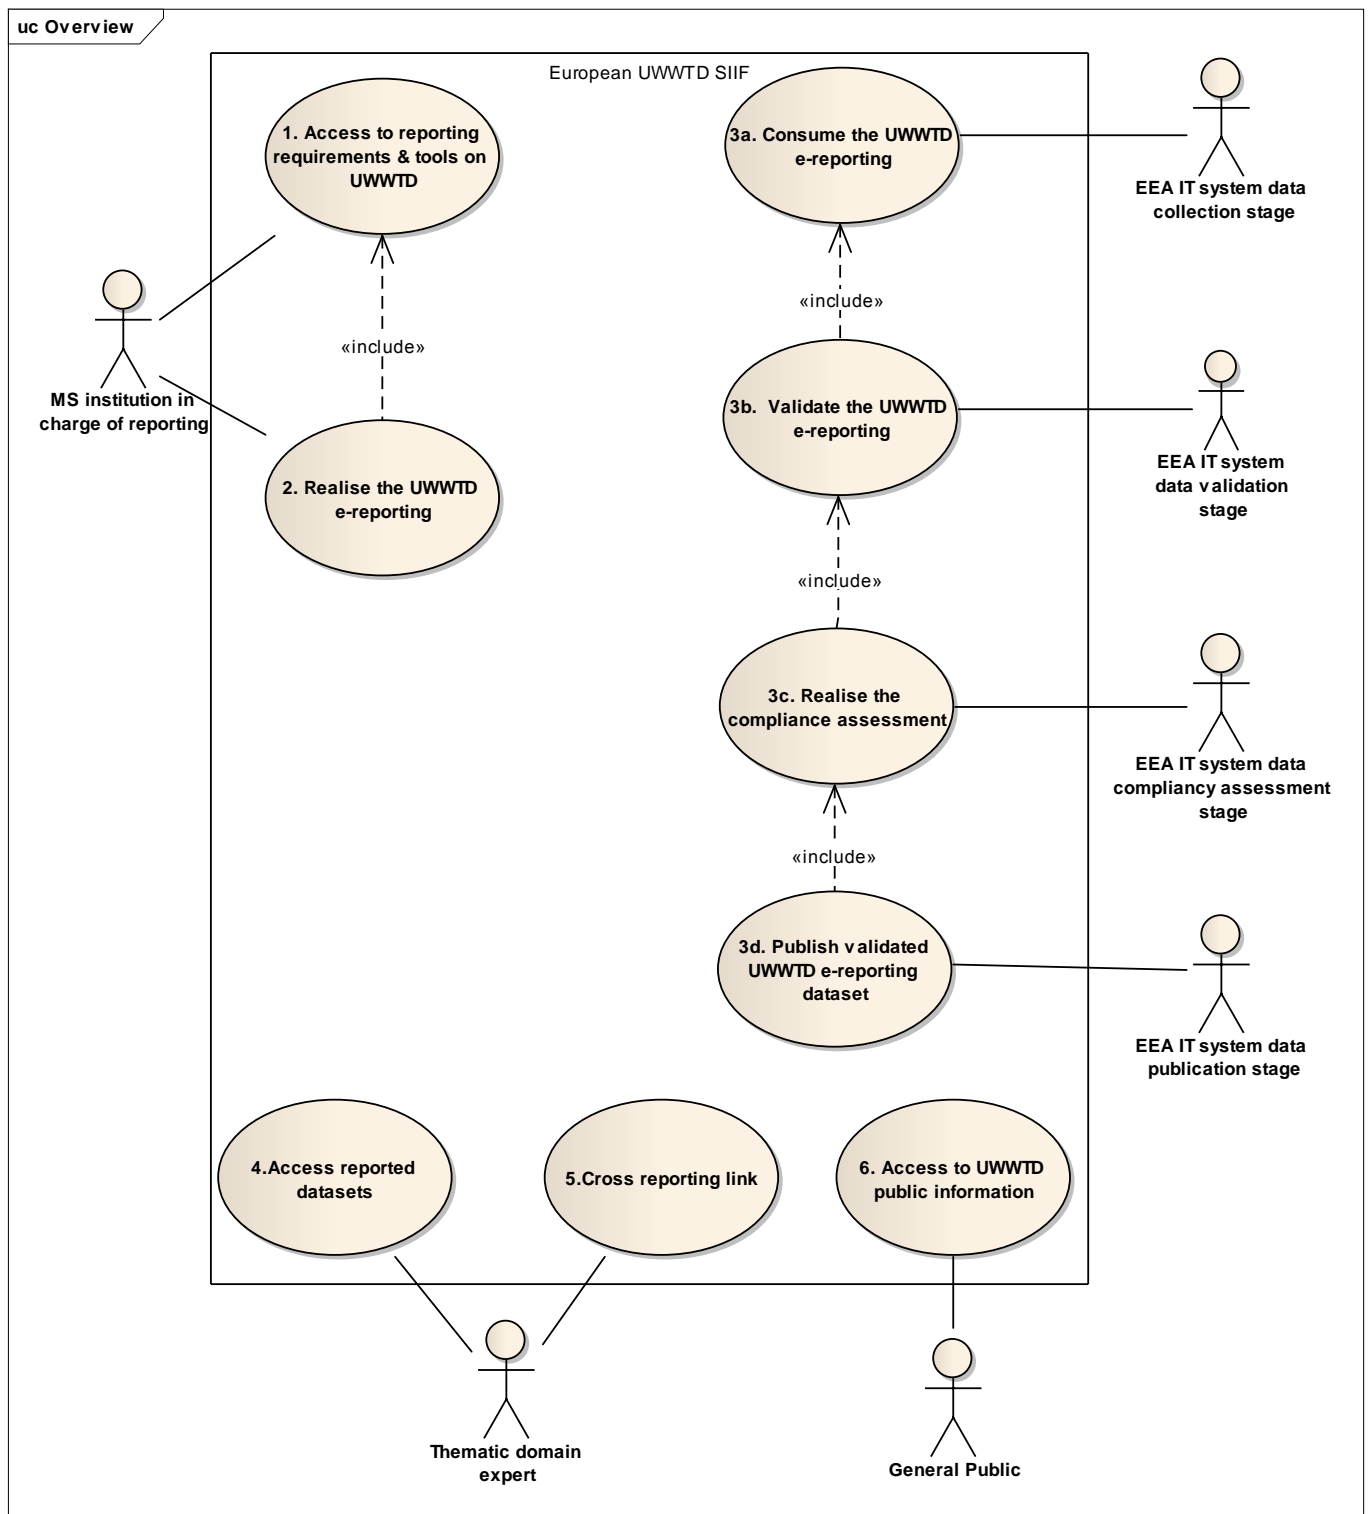 uc Overview
European UWWTD SIIF
1. Access to reporting
requirements & tools on
UWWTD
3a. Consume the UWWTD
e-reporting
EEA IT system data
collection stage
«include»
«include»
MS institution in
charge of reporting
3b. Validate the UWWTD
e-reporting
EEA IT system
data validation
stage
2. Realise the UWWTD
e-reporting
«include»
3c. Realise the
compliance assessment
EEA IT system data
compliancy assessment
stage
«include»
3d. Publish validated
UWWTD e-reporting
dataset
EEA IT system data
publication stage
4.Access reported
datasets
5.Cross reporting link
6. Access to UWWTD
public information
Thematic domain
expert
General Public